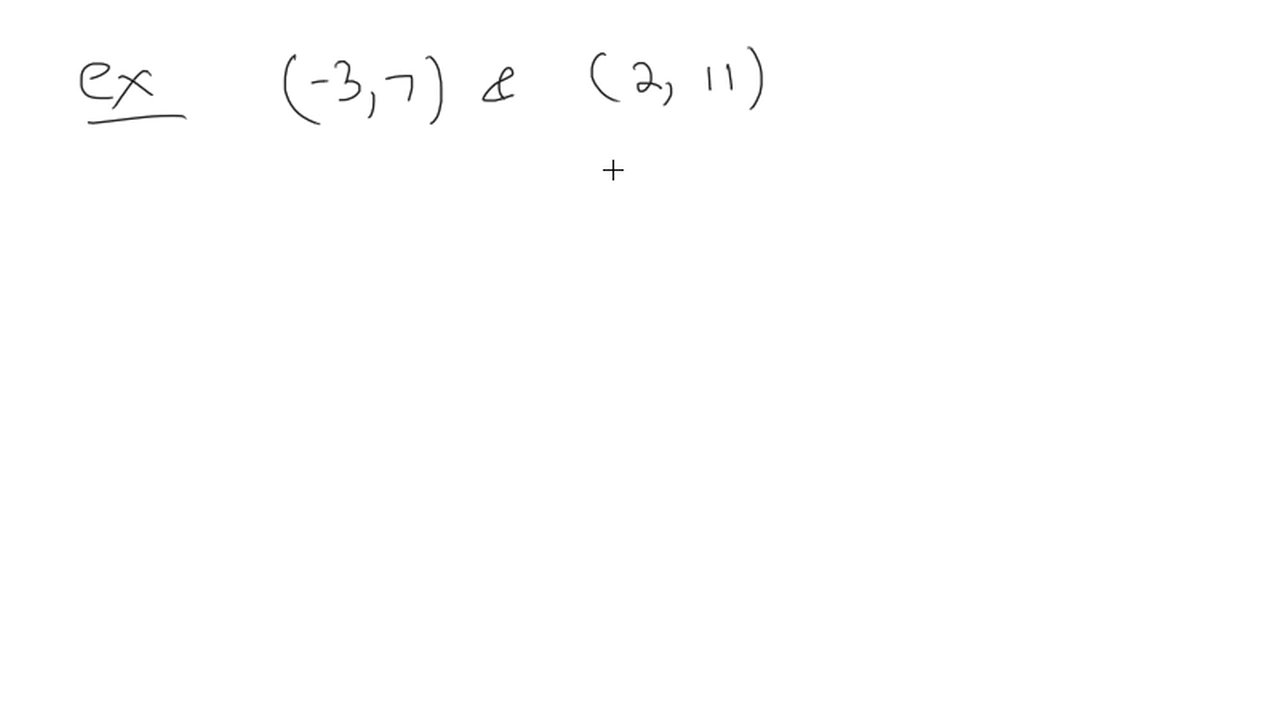 ex (-3,7) & (2, 11)